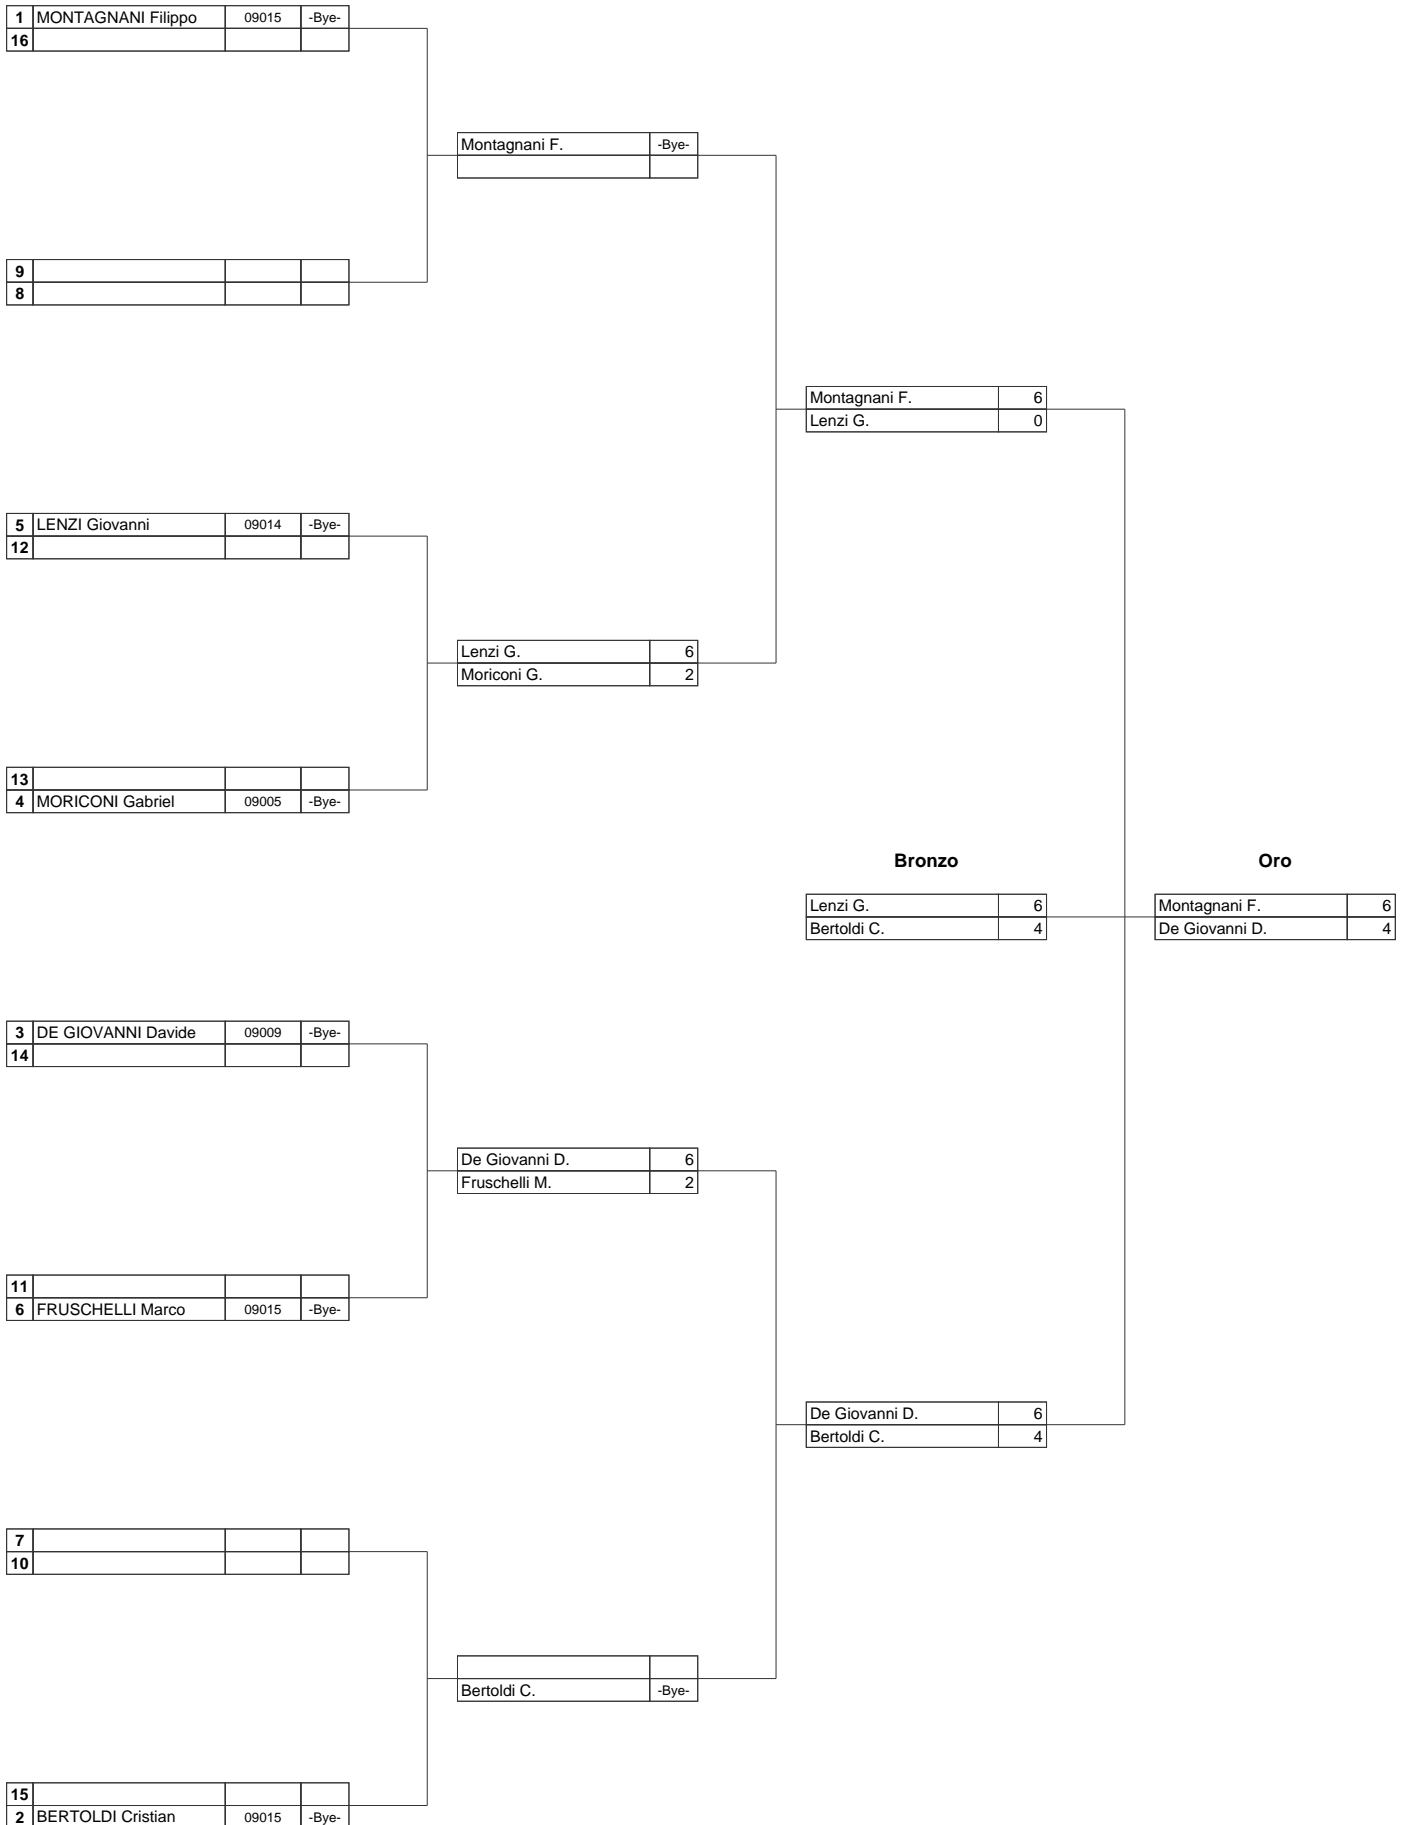 1 MONTAGNANI Filippo 09015 -Bye-
16
Montagnani F. -Bye-
9
8
Montagnani F. 6
Lenzi G. 0
5 LENZI Giovanni 09014 -Bye-
12
Lenzi G. 6
Moriconi G. 2
13
4 MORICONI Gabriel 09005 -Bye-
Bronzo Oro
Lenzi G. 6 Montagnani F. 6
Bertoldi C. 4 De Giovanni D. 4
3 DE GIOVANNI Davide 09009 -Bye-
14
De Giovanni D. 6
Fruschelli M. 2
11
6 FRUSCHELLI Marco 09015 -Bye-
De Giovanni D. 6
Bertoldi C. 4
7
10
Bertoldi C. -Bye-
15
2 BERTOLDI Cristian 09015 -Bye-